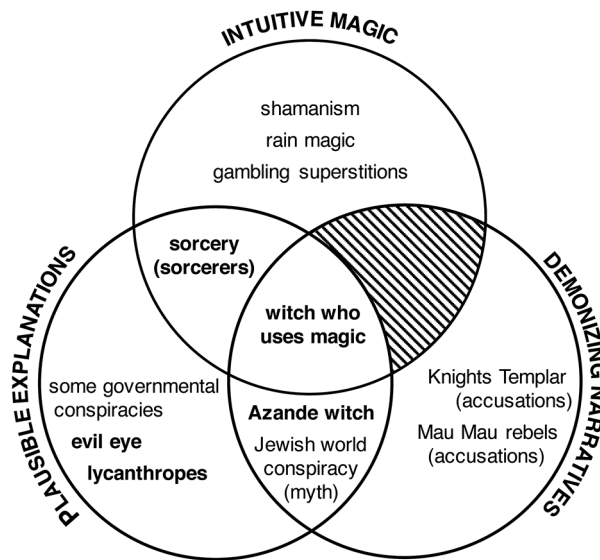 INTUITIVE MAGIC
shamanism
rain magic
gambling superstitions
sorcery
(sorcerers)
witch who
uses magic
PLAUSIBLE EXPLANATIONS
some governmental
conspiracies
evil eye
lycanthropes
Azande witch
Jewish world
conspiracy
(myth)
DEMONIZING NARRATIVES
Knights Templar
(accusations)
Mau Mau rebels
(accusations)